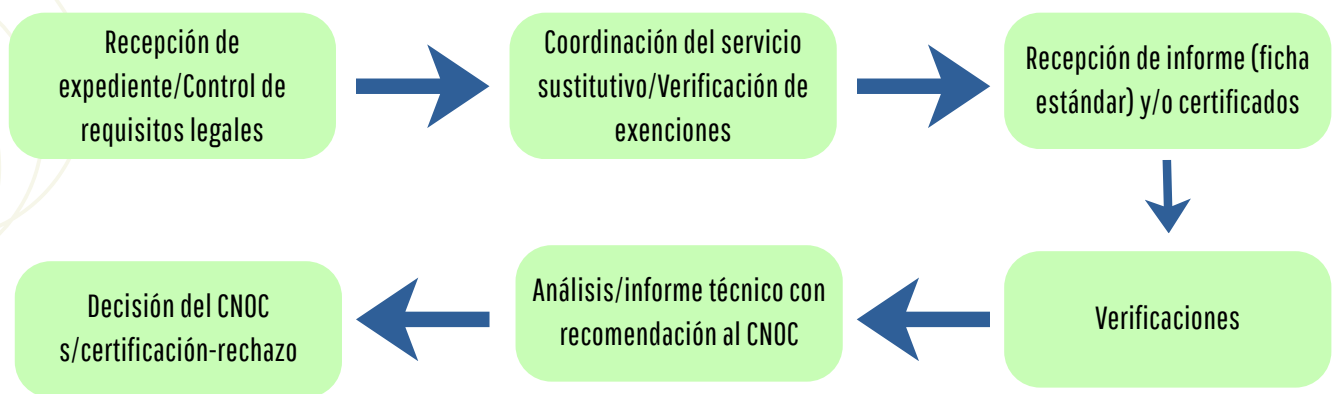 Recepción de
expediente/Control de
requisitos legales
Coordinación del servicio
sustitutivo/Verificación de
exenciones
Recepción de informe (ficha
estándar) y/o certificados
Verificaciones
Análisis/informe técnico con
recomendación al CNOC
Decisión del CNOC
s/certificación-rechazo